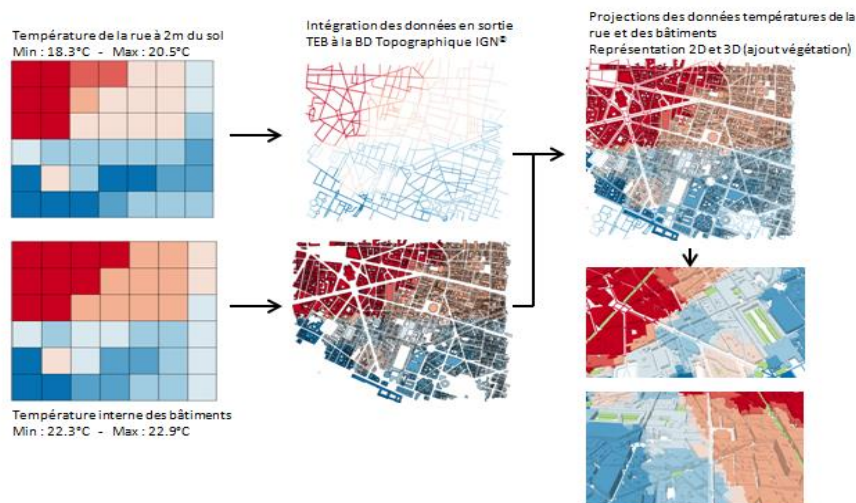 Température de la rue à 2m du sol
Min : 18.3°C - Max : 20.5°C
Intégration des données en sortie
TEB à la BD Topographique IGN®
Projections des données températures de la
rue et des bâtiments
Représentation 2D et 3D (ajout végétation)
Température interne des bâtiments
Min : 22.3°C - Max : 22.9°C